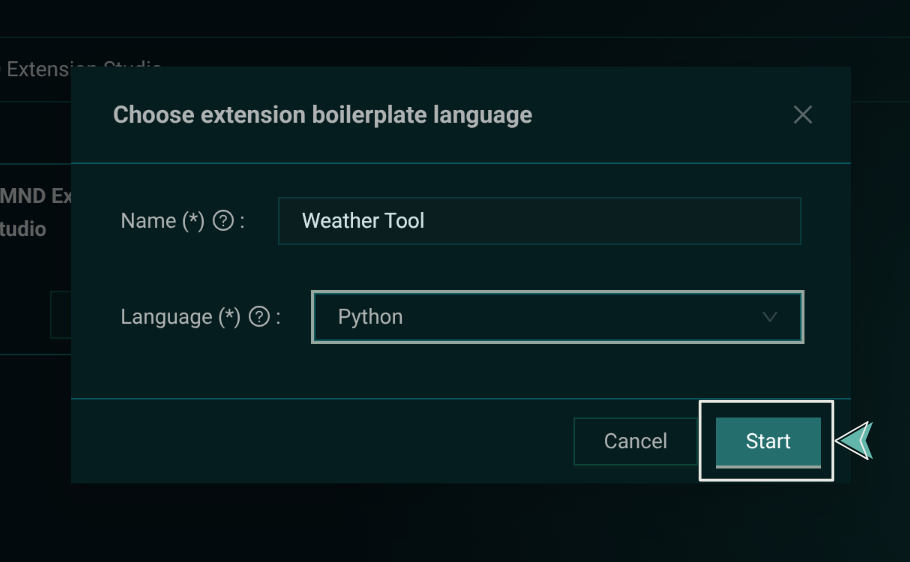 Extension Studio
Choose extension boilerplate language
MND Ex
tudio
Name (*) ? :
Weather Tool
Language (*) ? :
Python
Cancel
Start